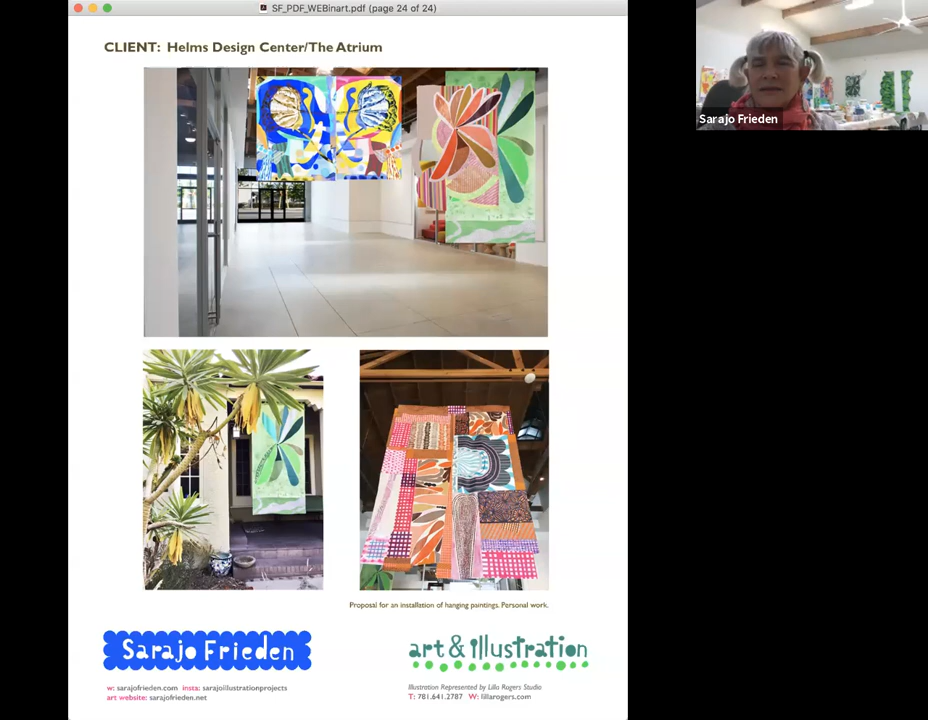 SF_PDF_WEBinart.pdf (page 24 of 24)
CLIENT: Helms Design Center/The Atrium
Sarajo Frieden
Proposal for an installation of hanging paintings. Personal work.
Sarajo Frieden
art & illustration
w: sarajofrieden.com insta: sarajoillustrationprojects
art website: sarajofrieden.net
Illustration Represented by Lilla Rogers Studio
T: 781.641.2787 W: lillarogers.com